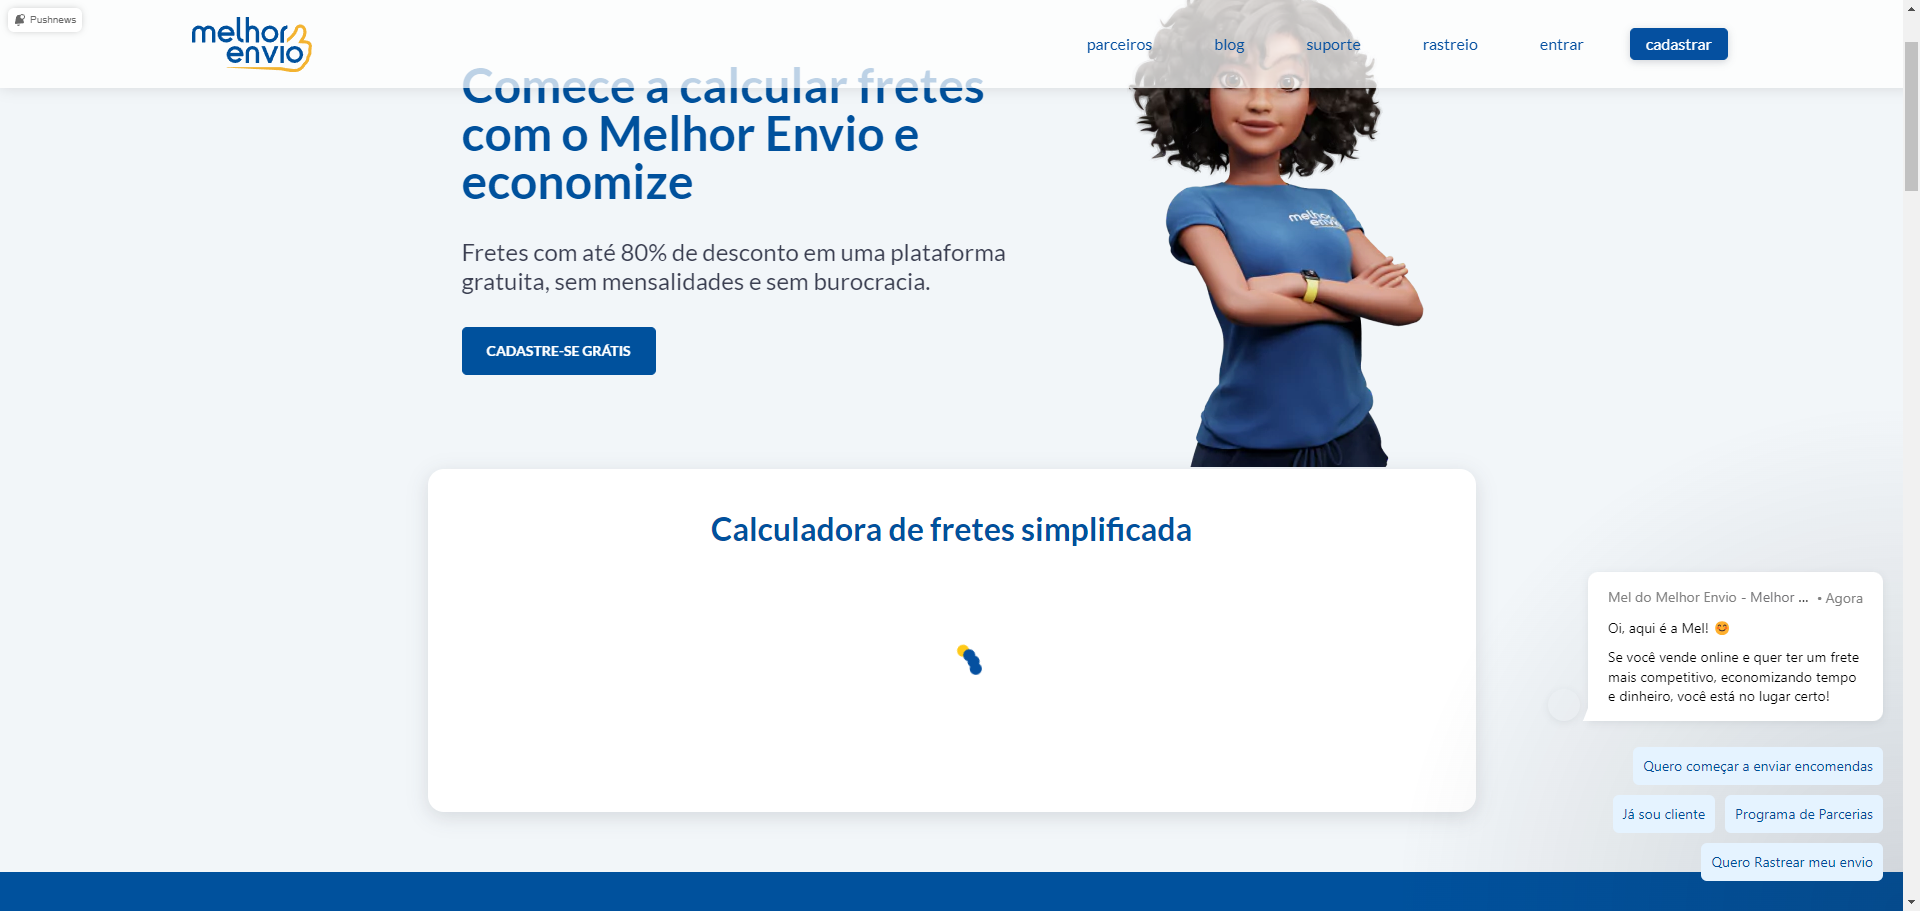 Pushnews
melhor envio
parceiros
blog
suporte
rastreio
entrar
cadastrar
Comece a calcular fretes
com o Melhor Envio e
economize
Fretes com até 80% de desconto em uma plataforma
gratuita, sem mensalidades e sem burocracia.
CADASTRE-SE GRÁTIS
melhor
envio
Calculadora de fretes simplificada
Mel do Melhor Envio - Melhor ... • Agora
Oi, aqui é a Mel! 😊
Se você vende online e quer ter um frete
mais competitivo, economizando tempo
e dinheiro, você está no lugar certo!
Quero começar a enviar encomendas
Já sou cliente
Programa de Parcerias
Quero Rastrear meu envio